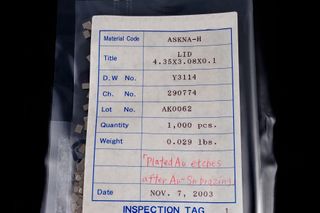 Material Code ASKNA-H
Title LID
4.35X3.08X0.1
D.W No. Y3114
Ch. No. 290774
Lot No. AK0062
Quantity 1,000 pcs.
Weight 0.029 lbs.
"Plated Au etches
after Au-Sn brazing
Date NOV. 7, 2003
INSPECTION TAG